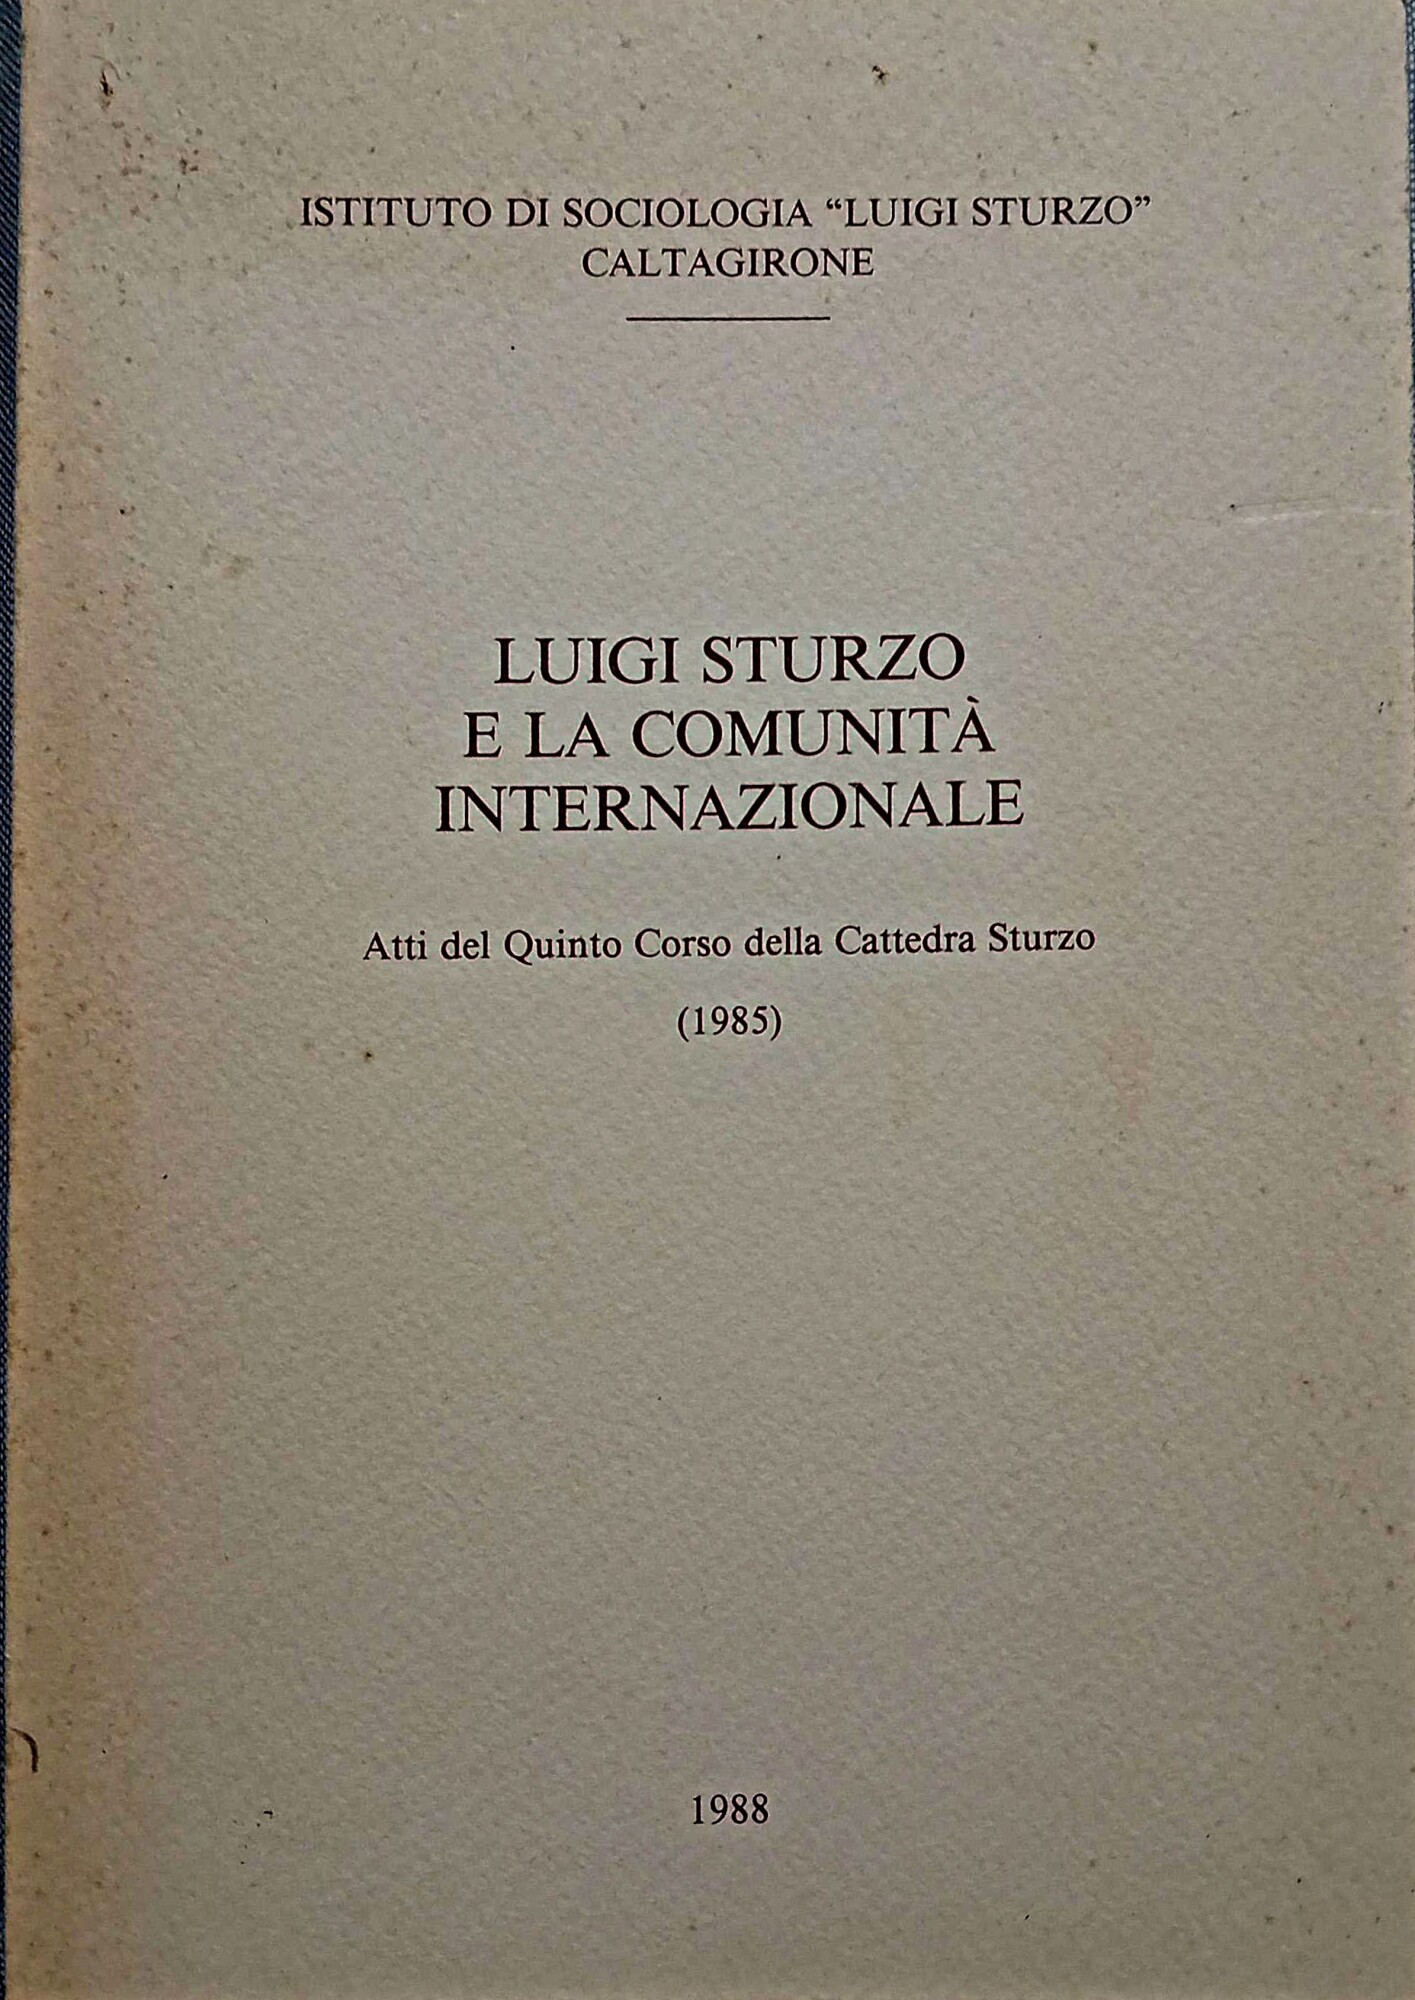 ISTITUTO DI SOCIOLOGIA “LUIGI STURZO”
CALTAGIRONE
LUIGI STURZO
E LA COMUNITÀ
INTERNAZIONALE
Atti del Quinto Corso della Cattedra Sturzo
(1985)
1988